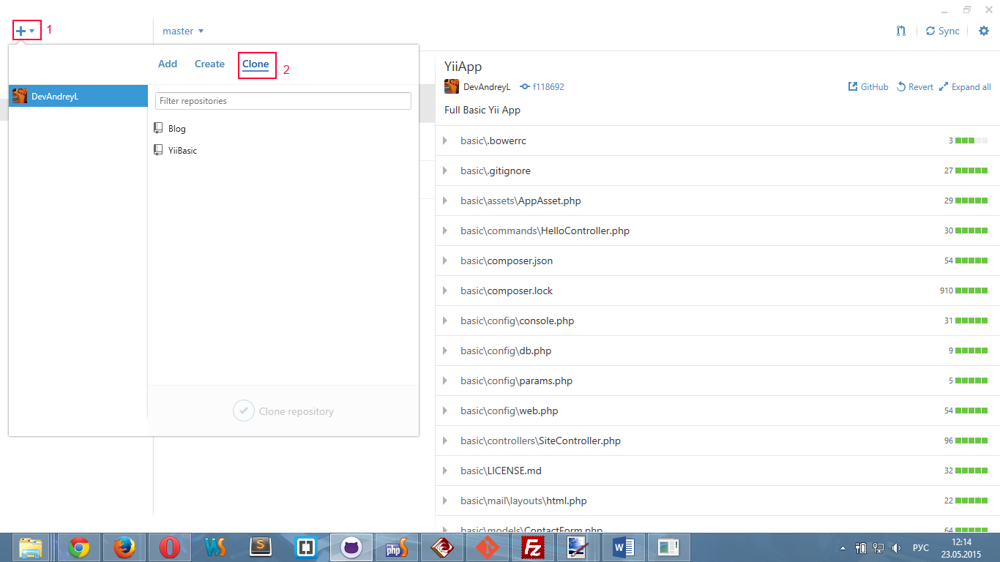 1
master
Sync
Add Create Clone 2
DevAndreyL
Filter repositories
Blog
YiiBasic
Clone repository
YiiApp
DevAndreyL f118692 GitHub Revert Expand all
Full Basic Yii App
basic\.bowerrc 3
basic\.gitignore 27
basic\assets\AppAsset.php 29
basic\commands\HelloController.php 30
basic\composer.json 54
basic\composer.lock 910
basic\config\console.php 31
basic\config\db.php 9
basic\config\params.php 5
basic\config\web.php 54
basic\controllers\SiteController.php 96
basic\LICENSE.md 32
basic\mail\layouts\html.php 22
basic\models\ContactForm.php 64
WS
S
php S
Fz
W
РУС
12:14
23.05.2015